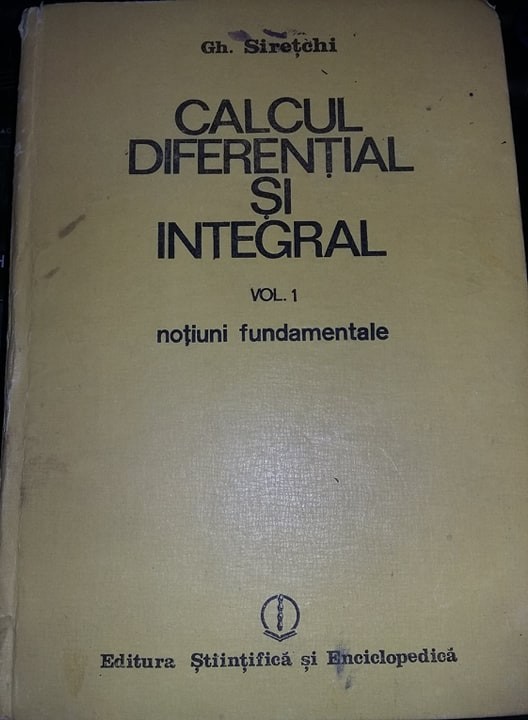 Gh. Sirețchi
CALCUL
DIFERENȚIAL
ȘI
INTEGRAL
VOL. 1
noțiuni fundamentale
Editura Științifică și Enciclopedică